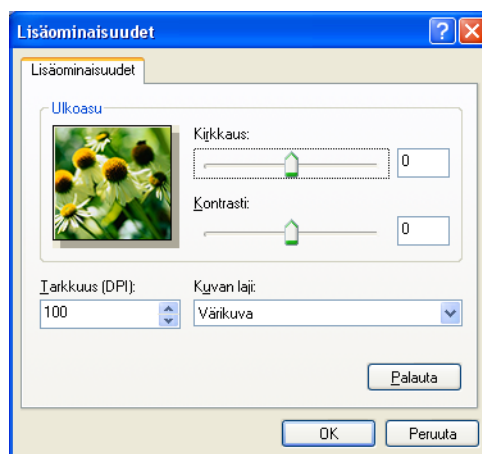 Lisäominaisuudet
Lisäominaisuudet
Ulkoasu
Kirkkaus:
0
Kontrasti:
0
Tarkkuus (DPI):
Kuvan laji:
100
Värikuva
Palauta
OK
Peruuta